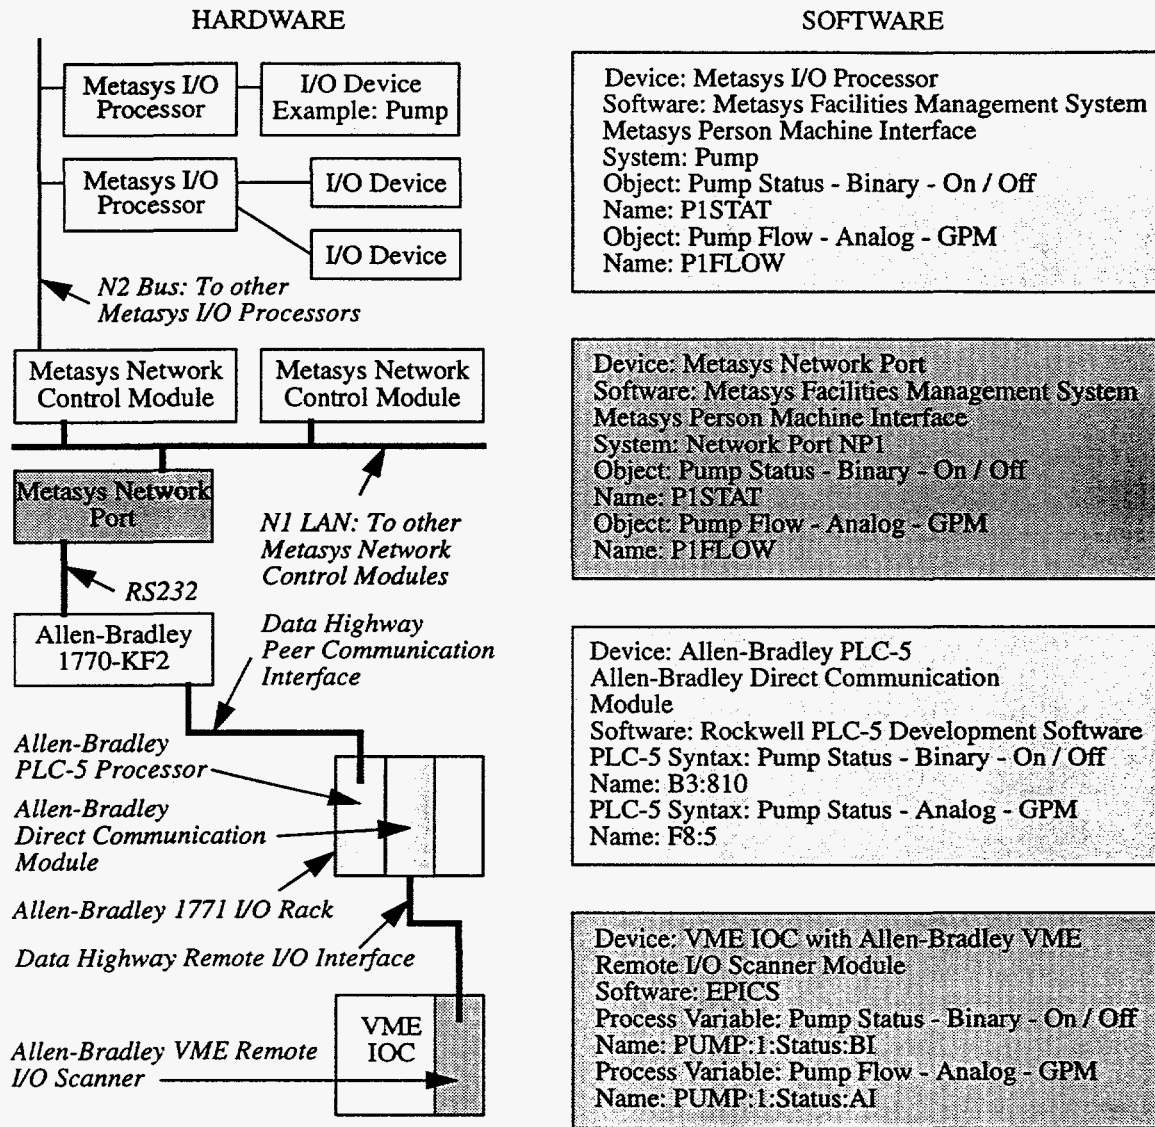 HARDWARE
Metasys I/O
Processor
I/O Device
Example: Pump
Metasys I/O
Processor
I/O Device
I/O Device
N2 Bus: To other
Metasys I/O Processors
Metasys Network
Control Module
Metasys Network
Control Module
Metasys Network
Port
N1 LAN: To other
Metasys Network
Control Modules
RS232
Allen-Bradley
1770-KF2
Data Highway
Peer Communication
Interface
Allen-Bradley
PLC-5 Processor
Allen-Bradley
Direct Communication
Module
Allen-Bradley 1771 I/O Rack
Data Highway Remote I/O Interface
VME
IOC
Allen-Bradley VME Remote
I/O Scanner
SOFTWARE
Device: Metasys I/O Processor
Software: Metasys Facilities Management System
Metasys Person Machine Interface
System: Pump
Object: Pump Status - Binary - On / Off
Name: P1STAT
Object: Pump Flow - Analog - GPM
Name: P1FLOW
Device: Metasys Network Port
Software: Metasys Facilities Management System
Metasys Person Machine Interface
System: Network Port NP1
Object: Pump Status - Binary - On / Off
Name: P1STAT
Object: Pump Flow - Analog - GPM
Name: P1FLOW
Device: Allen-Bradley PLC-5
Allen-Bradley Direct Communication
Module
Software: Rockwell PLC-5 Development Software
PLC-5 Syntax: Pump Status - Binary - On / Off
Name: B3:810
PLC-5 Syntax: Pump Status - Analog - GPM
Name: F8:5
Device: VME IOC with Allen-Bradley VME
Remote I/O Scanner Module
Software: EPICS
Process Variable: Pump Status - Binary - On / Off
Name: PUMP:1:Status:BI
Process Variable: Pump Flow - Analog - GPM
Name: PUMP:1:Status:AI